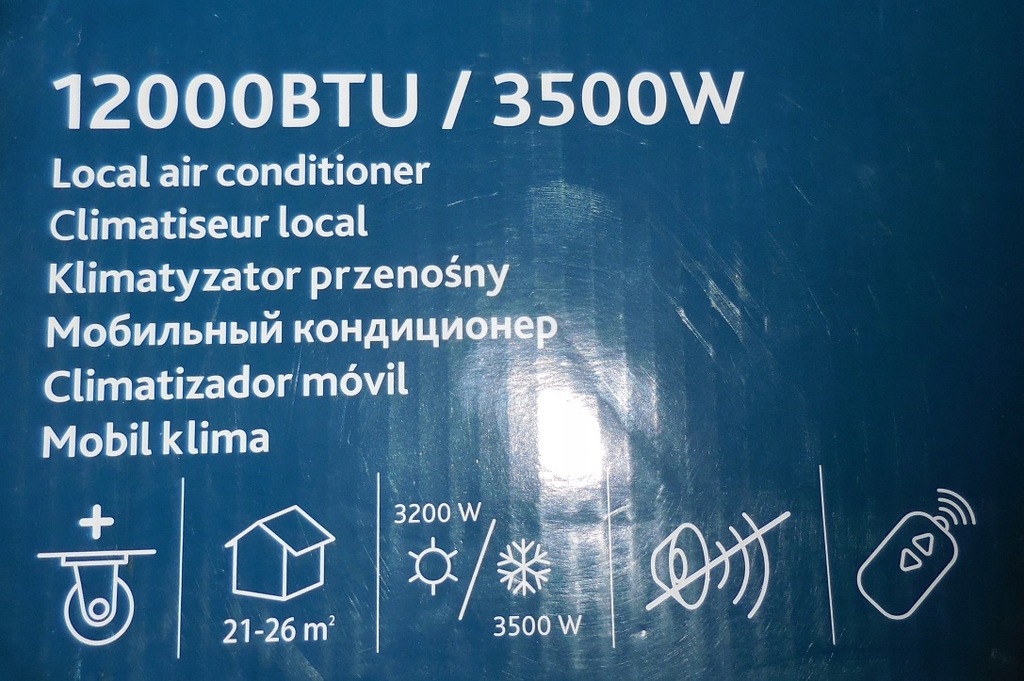 12000BTU / 3500W
Local air conditioner
Climatiseur local
Klimatyzator przenośny
Мобильный кондиционер
Climatizador móvil
Mobil klima
21-26 m²
3200 W
3500 W